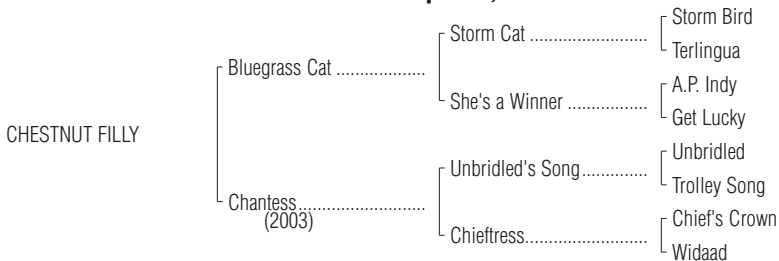 Storm Bird
Storm Cat ......................
Terlingua
Bluegrass Cat ...................
A.P. Indy
She's a Winner .................
Get Lucky
CHESTNUT FILLY
Unbridled
Unbridled's Song..............
Trolley Song
Chantess..........................
(2003)
Chief's Crown
Chieftress.........................
Widaad